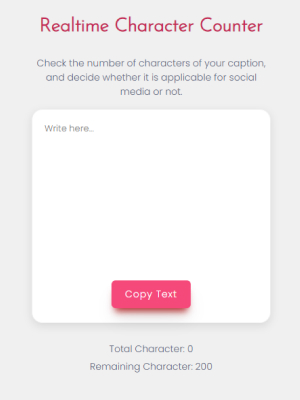 Realtime Character Counter
Check the number of characters of your caption,
and decide whether it is applicable for social
media or not.
Write here...
Copy Text
Total Character: 0
Remaining Character: 200